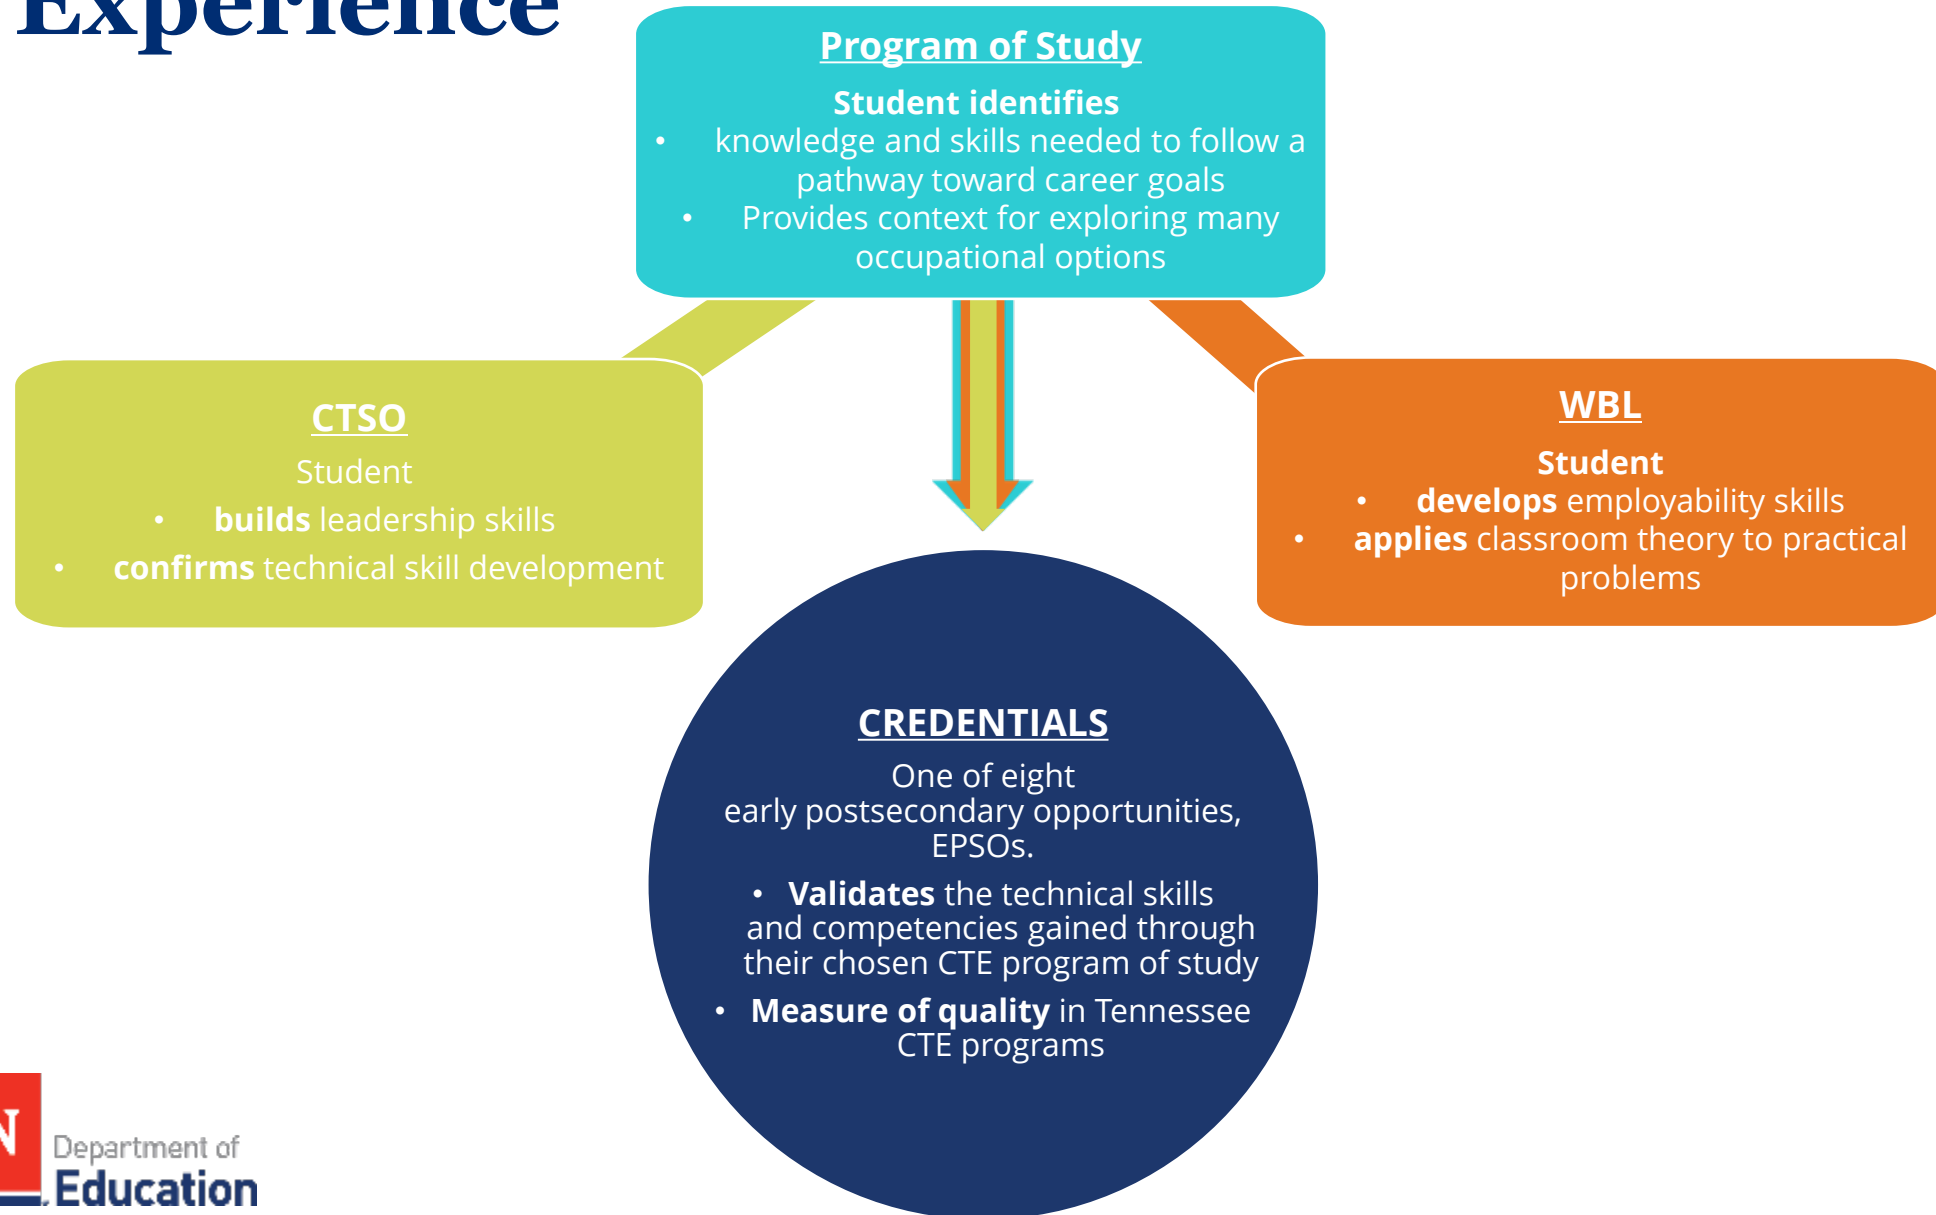 Experience
Program of Study
Student identifies
• knowledge and skills needed to follow a
pathway toward career goals
• Provides context for exploring many
occupational options
CTSO
Student
• builds leadership skills
• confirms technical skill development
WBL
Student
• develops employability skills
• applies classroom theory to practical
problems
CREDENTIALS
One of eight
early postsecondary opportunities,
EPSOs.
• Validates the technical skills
and competencies gained through
their chosen CTE program of study
• Measure of quality in Tennessee
CTE programs
N
Department of
Education